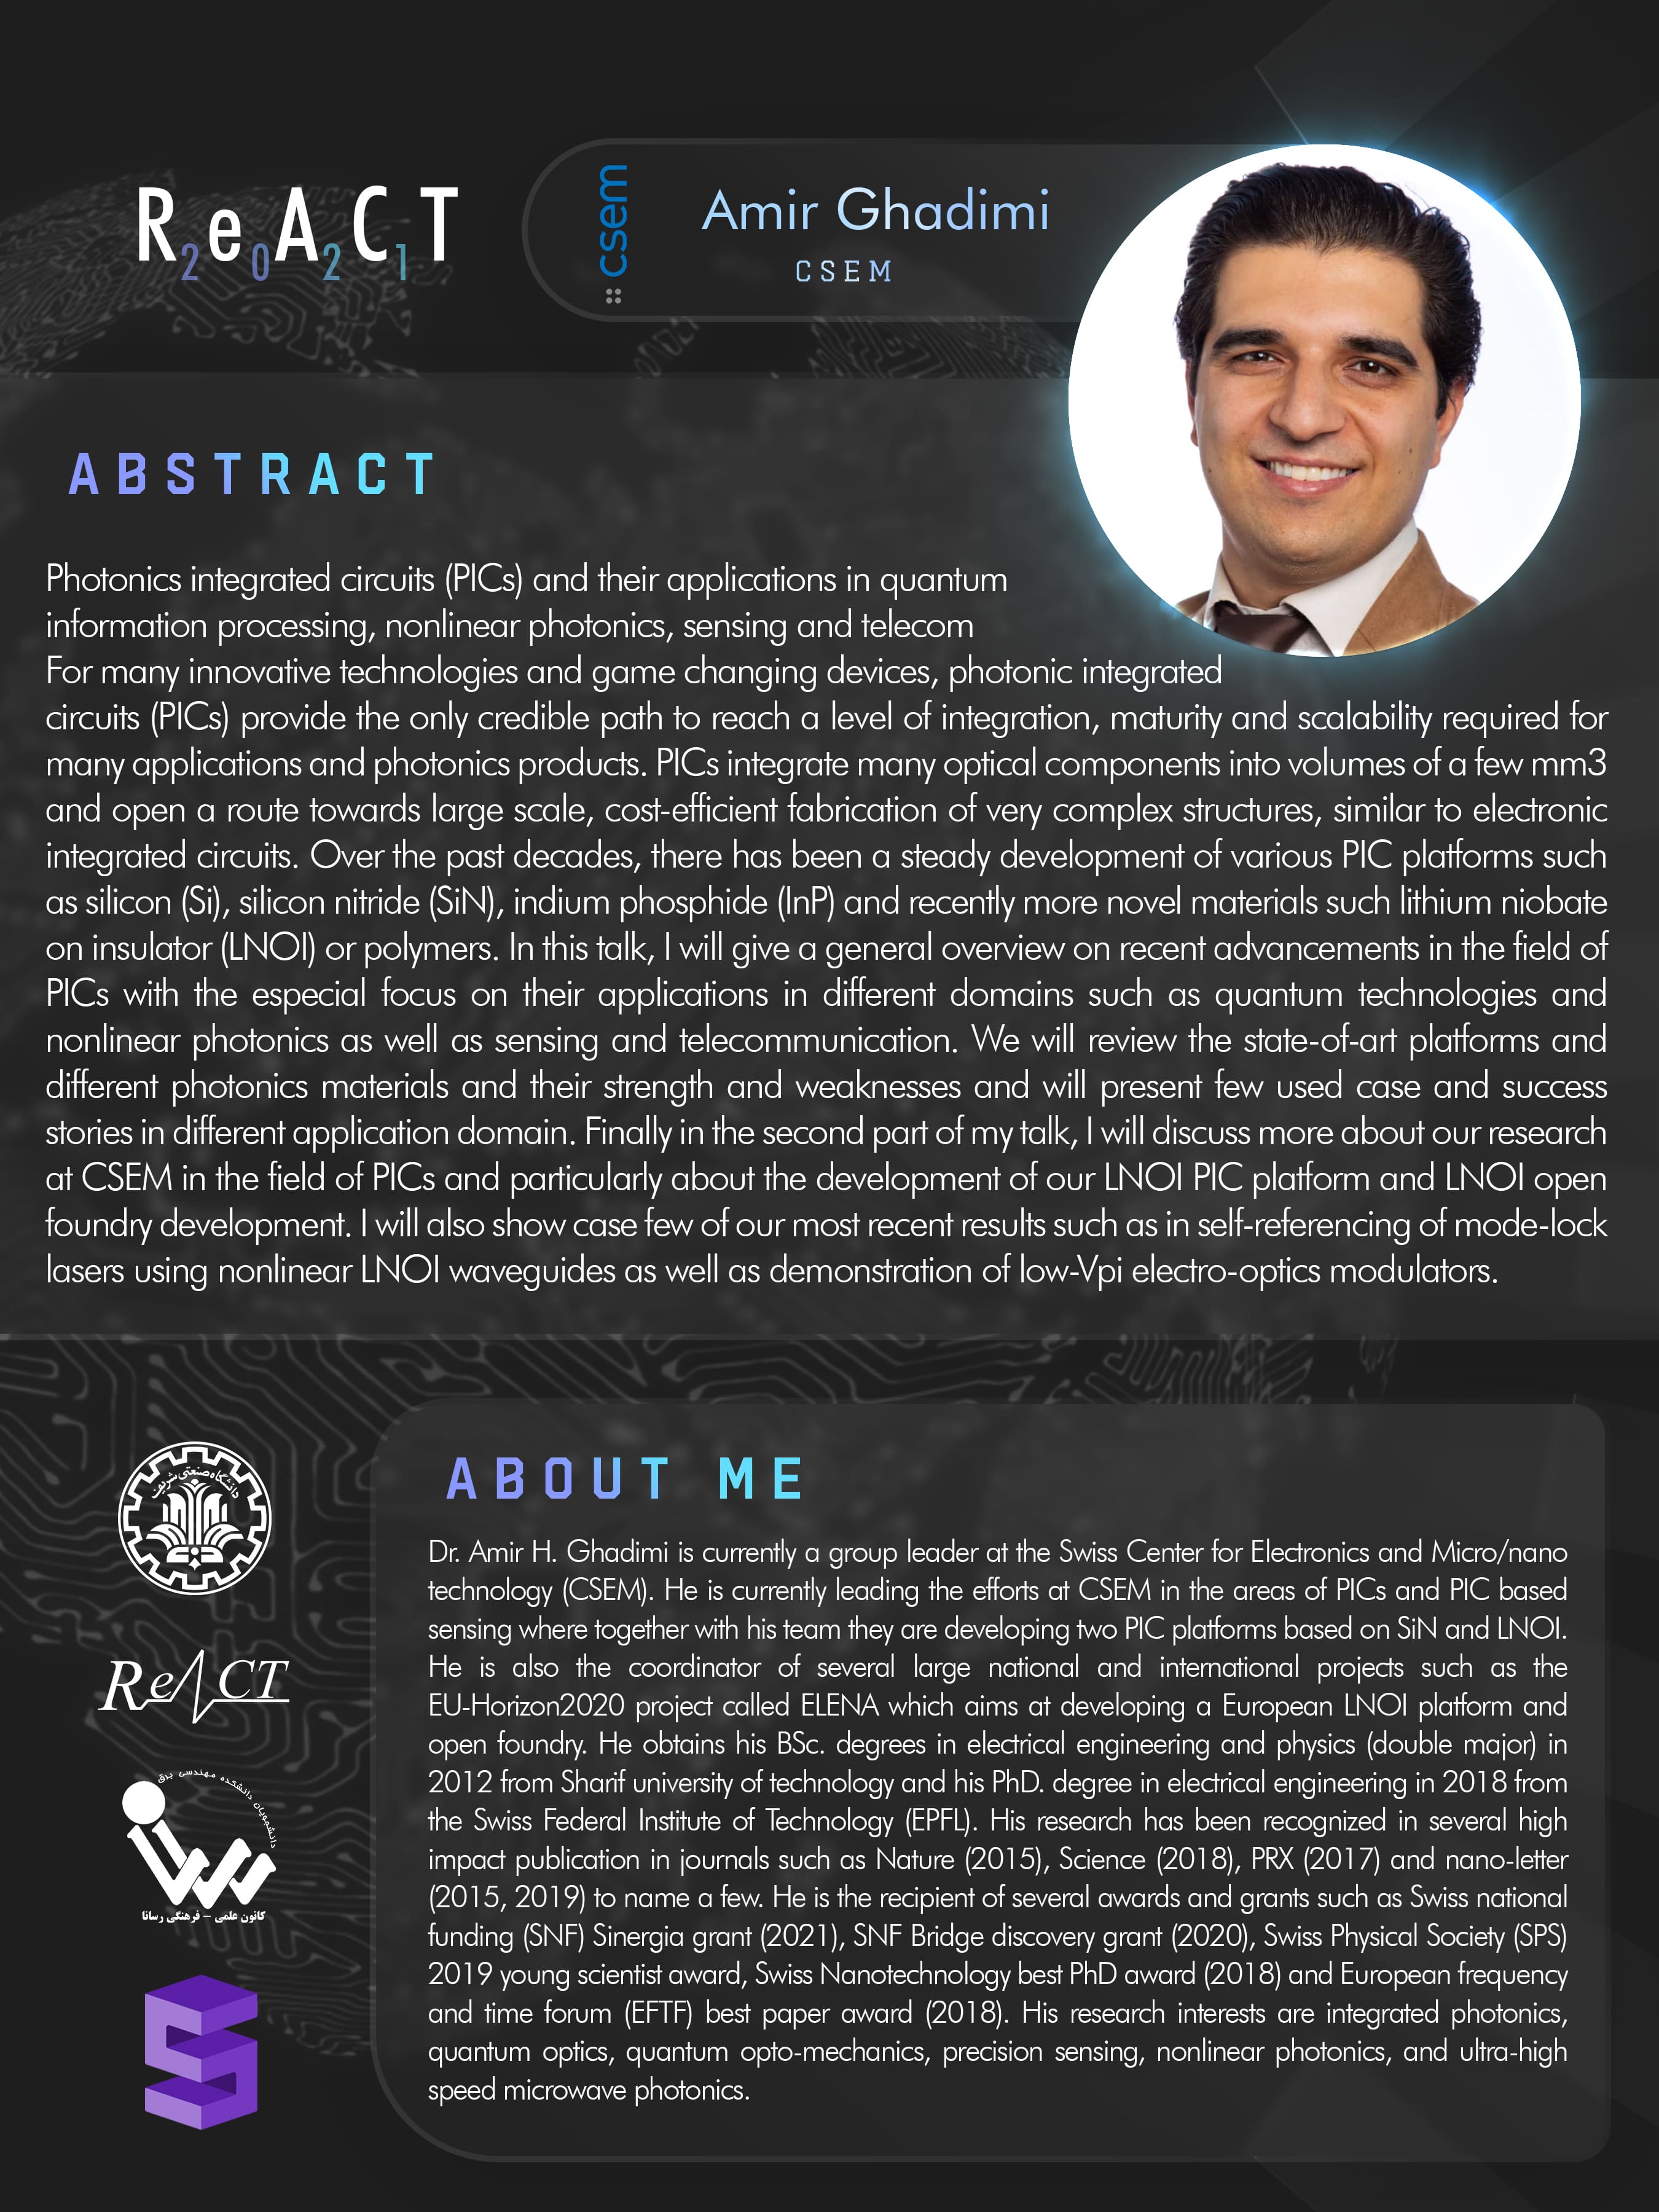 ReACT
2021
csem
Amir Ghadimi
CSEM
ABSTRACT
Photonics integrated circuits (PICs) and their applications in quantum
information processing, nonlinear photonics, sensing and telecom
For many innovative technologies and game changing devices, photonic integrated
circuits (PICs) provide the only credible path to reach a level of integration, maturity and scalability required for
many applications and photonics products. PICs integrate many optical components into volumes of a few mm3
and open a route towards large scale, cost-efficient fabrication of very complex structures, similar to electronic
integrated circuits. Over the past decades, there has been a steady development of various PIC platforms such
as silicon (Si), silicon nitride (SiN), indium phosphide (InP) and recently more novel materials such lithium niobate
on insulator (LNOI) or polymers. In this talk, I will give a general overview on recent advancements in the field of
PICs with the especial focus on their applications in different domains such as quantum technologies and
nonlinear photonics as well as sensing and telecommunication. We will review the state-of-art platforms and
different photonics materials and their strength and weaknesses and will present few used case and success
stories in different application domain. Finally in the second part of my talk, I will discuss more about our research
at CSEM in the field of PICs and particularly about the development of our LNOI PIC platform and LNOI open
foundry development. I will also show case few of our most recent results such as in self-referencing of mode-lock
lasers using nonlinear LNOI waveguides as well as demonstration of low-Vpi electro-optics modulators.
دانشگاه صنعتی شریف
ReACT
دانشجویان دانشکده مهندسی برق
کانون علمی - فرهنگی رسانا
ABOUT ME
Dr. Amir H. Ghadimi is currently a group leader at the Swiss Center for Electronics and Micro/nano
technology (CSEM). He is currently leading the efforts at CSEM in the areas of PICs and PIC based
sensing where together with his team they are developing two PIC platforms based on SiN and LNOI.
He is also the coordinator of several large national and international projects such as the
EU-Horizon2020 project called ELENA which aims at developing a European LNOI platform and
open foundry. He obtains his BSc. degrees in electrical engineering and physics (double major) in
2012 from Sharif university of technology and his PhD. degree in electrical engineering in 2018 from
the Swiss Federal Institute of Technology (EPFL). His research has been recognized in several high
impact publication in journals such as Nature (2015), Science (2018), PRX (2017) and nano-letter
(2015, 2019) to name a few. He is the recipient of several awards and grants such as Swiss national
funding (SNF) Sinergia grant (2021), SNF Bridge discovery grant (2020), Swiss Physical Society (SPS)
2019 young scientist award, Swiss Nanotechnology best PhD award (2018) and European frequency
and time forum (EFTF) best paper award (2018). His research interests are integrated photonics,
quantum optics, quantum opto-mechanics, precision sensing, nonlinear photonics, and ultra-high
speed microwave photonics.